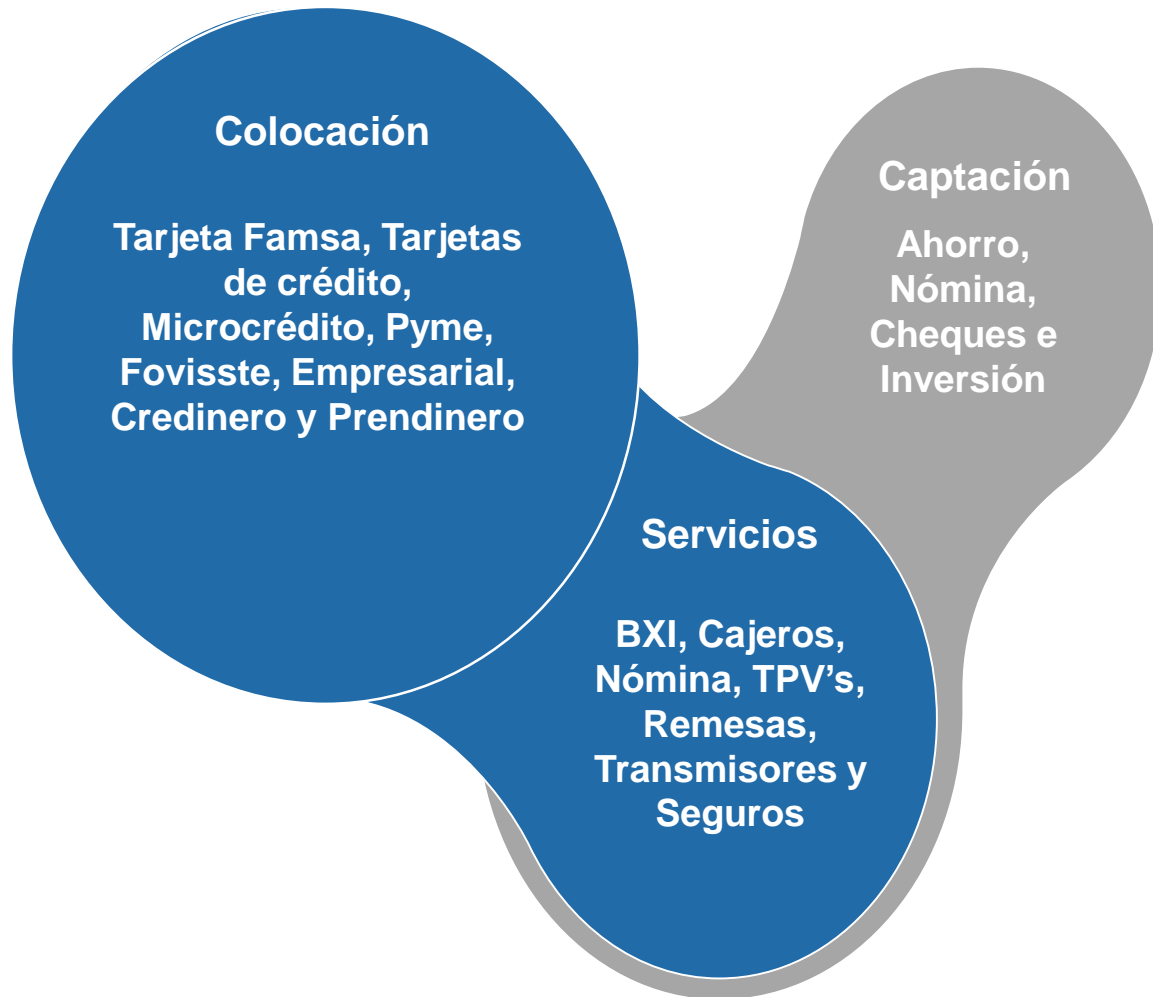 Colocación
Tarjeta Famsa, Tarjetas
de crédito,
Microcrédito, Pyme,
Fovisste, Empresarial,
Credinero y Prendinero
Captación
Ahorro,
Nómina,
Cheques e
Inversión
Servicios
BXI, Cajeros,
Nómina, TPV’s,
Remesas,
Transmisores y
Seguros